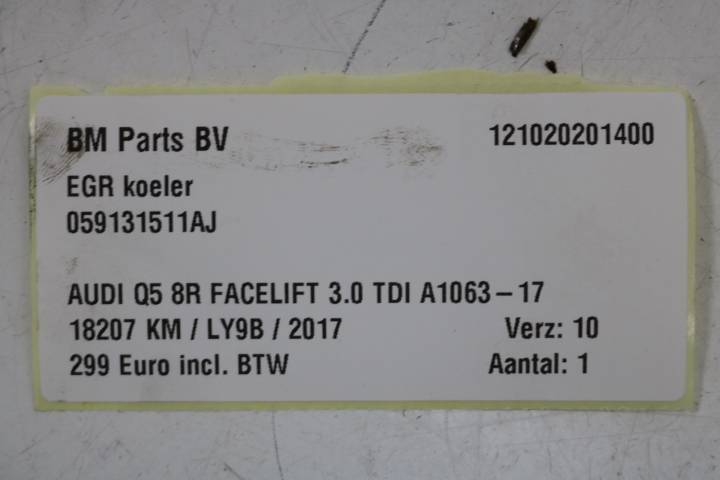 BM Parts BV 121020201400
EGR koeler
059131511AJ
AUDI Q5 8R FACELIFT 3.0 TDI A1063-17
18207 KM / LY9B / 2017 Verz: 10
299 Euro incl. BTW Aantal: 1